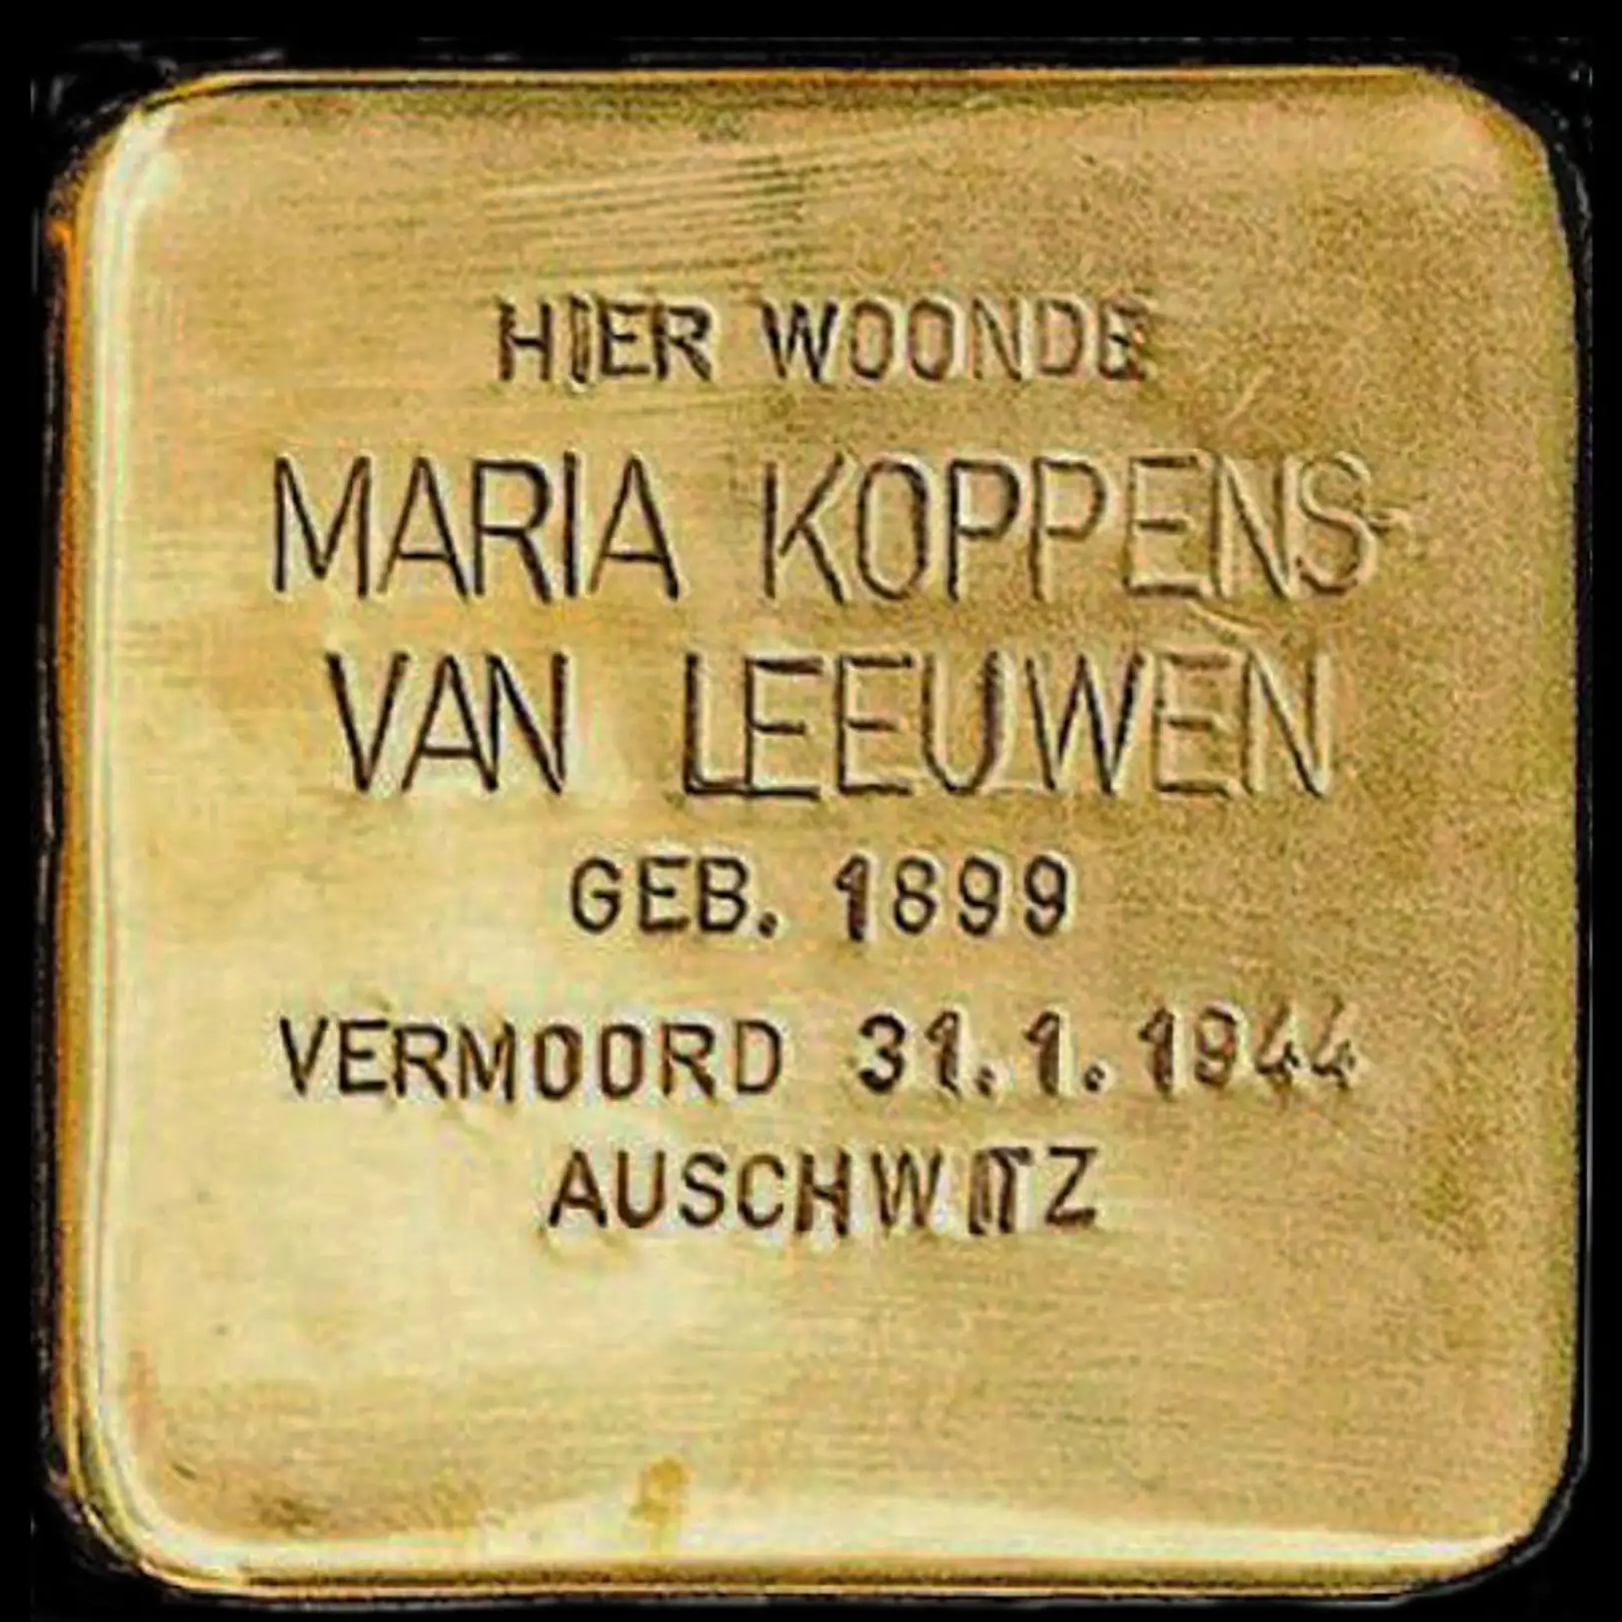 HIER WOONDE
MARIA KOPPENS-
VAN LEEUWEN
GEB. 1899
VERMOORD 31.1.1944
AUSCHWITZ